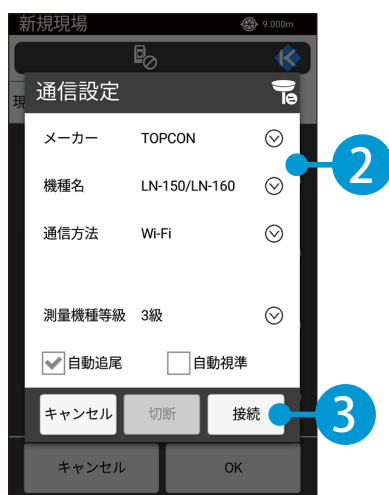 新規現場 9.000m
現
通信設定
メーカー TOPCON
機種名 LN-150/LN-160
2
通信方法 Wi-Fi
測量機種等級 3級
自動追尾 自動視準
キャンセル 切断 接続
3
キャンセル OK